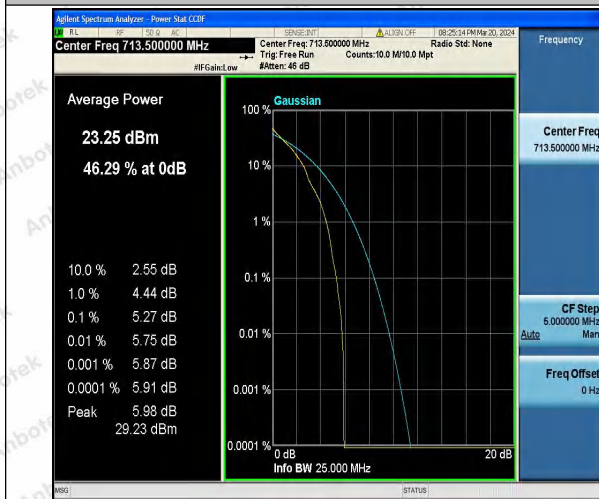 Agilent Spectrum Analyzer - Power Stat CCDF
RL RF 50 Ω AC SENSE:INT ALIGN OFF 08:25:14 PM Mar 20, 2024
Center Freq 713.500000 MHz
Center Freq: 713.500000 MHz Radio Std: None
Trig: Free Run Counts:10.0 M/10.0 Mpt
#IFGain:Low #Atten: 46 dB
Frequency
Average Power
23.25 dBm
46.29 % at 0dB
10.0 % 2.55 dB
1.0 % 4.44 dB
0.1 % 5.27 dB
0.01 % 5.75 dB
0.001 % 5.87 dB
0.0001 % 5.91 dB
Peak 5.98 dB
29.23 dBm
Gaussian
100 %
10 %
1 %
0.1 %
0.01 %
0.001 %
0.0001 %
0 dB 20 dB
Info BW 25.000 MHz
Center Freq
713.500000 MHz
CF Step
5.000000 MHz
Auto Man
Freq Offset
0 Hz
MSG STATUS